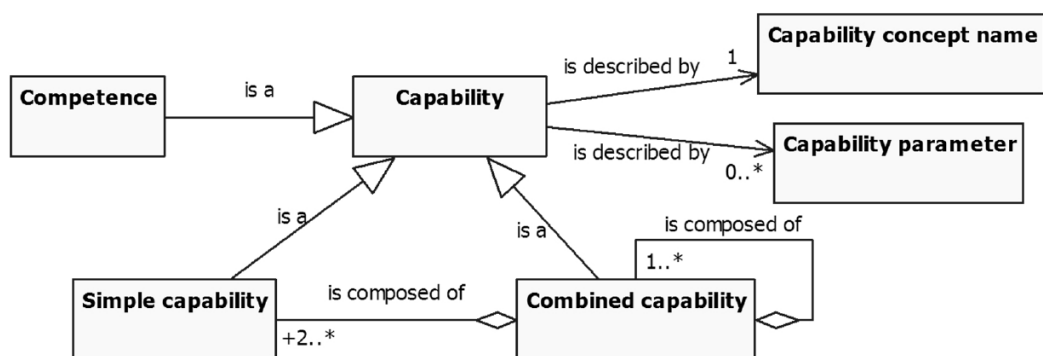 Capability concept name
1
is described by
is a
Competence
Capability
is described by
Capability parameter
0..*
is a
is a
is composed of
1..*
Simple capability
is composed of
Combined capability
+2..*